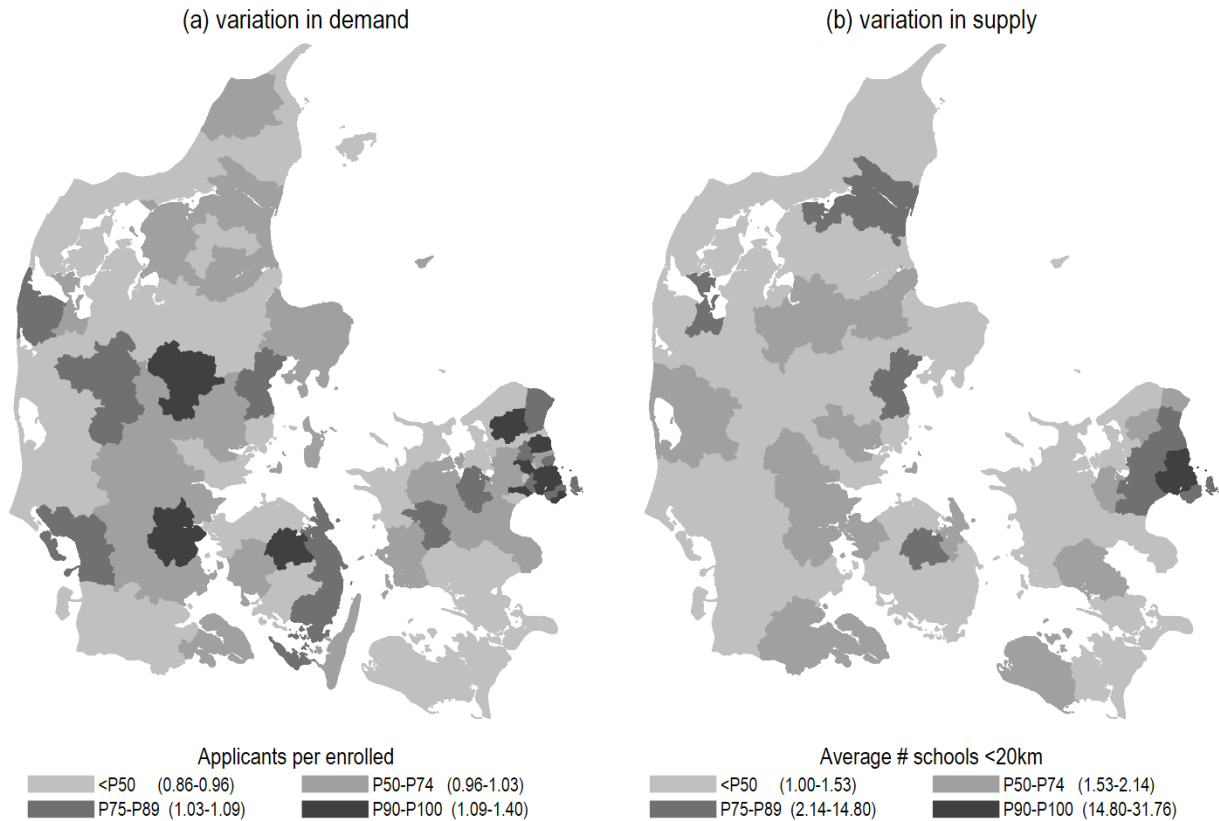 (a) variation in demand
(b) variation in supply
Applicants per enrolled
<P50 (0.86-0.96) P50-P74 (0.96-1.03)
P75-P89 (1.03-1.09) P90-P100 (1.09-1.40)
Average # schools <20km
<P50 (1.00-1.53) P50-P74 (1.53-2.14)
P75-P89 (2.14-14.80) P90-P100 (14.80-31.76)